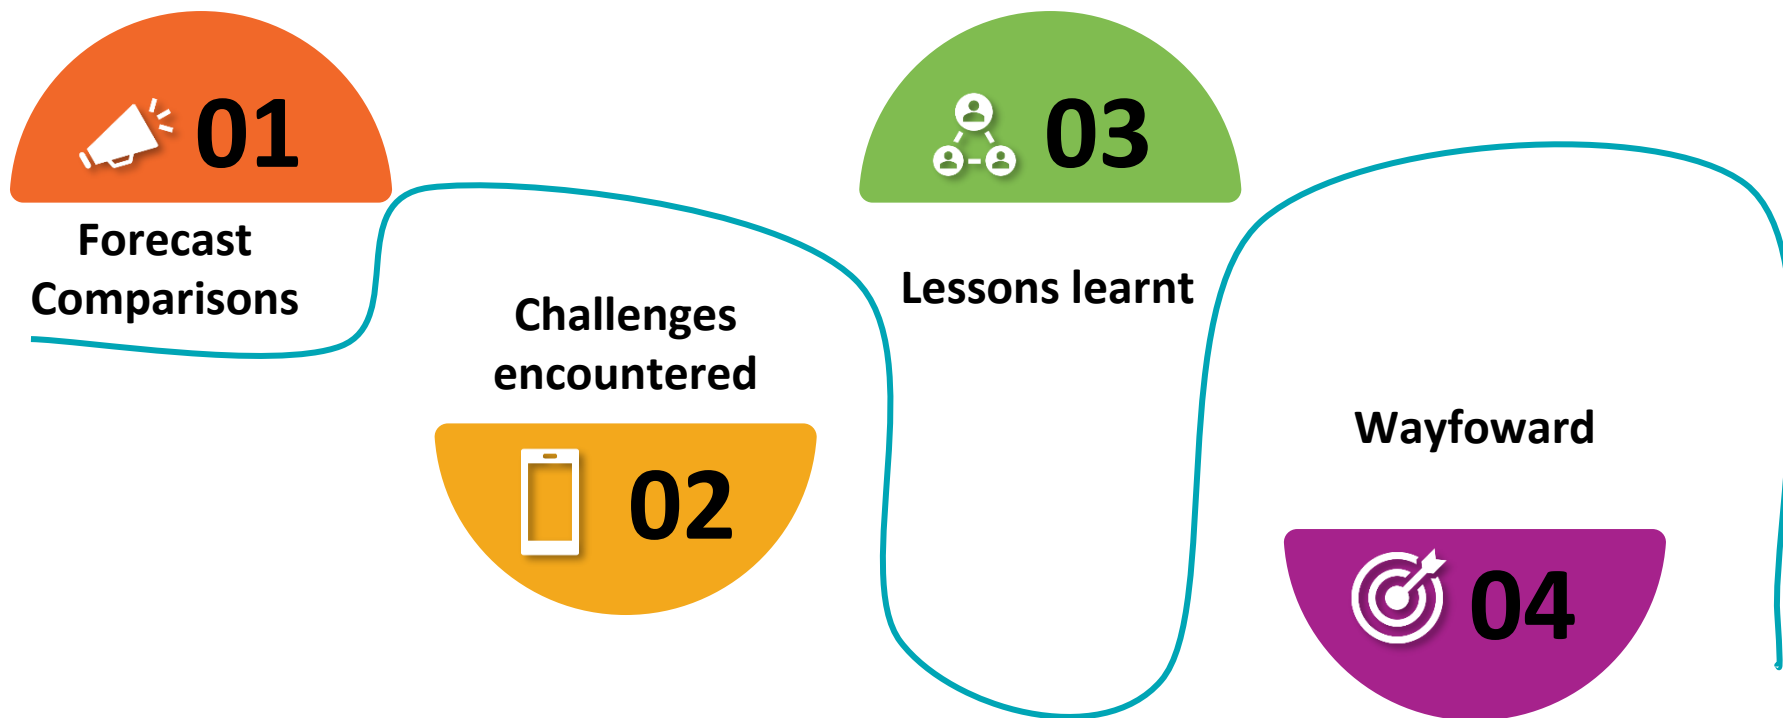 01
Forecast
Comparisons
Challenges
encountered
02
03
Lessons learnt
Wayfoward
04